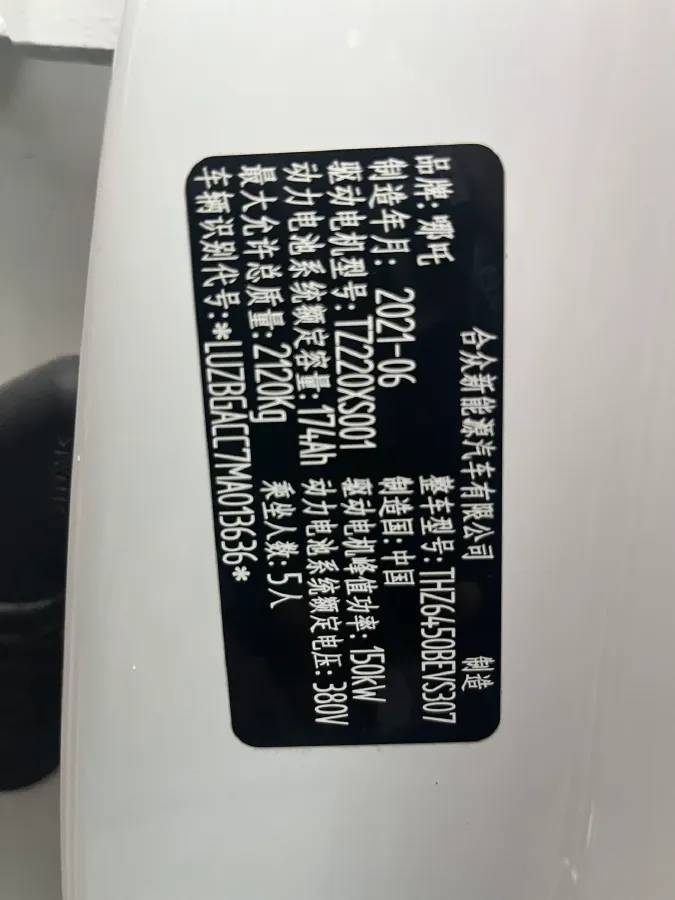 合众新能源汽车有限公司 制造
品牌: 哪吒 整车型号: THZ6450BEVS307
制造年月: 2021-06 制造国: 中国
驱动电机型号: TZ220XS001 驱动电机峰值功率: 150kW
动力电池系统额定容量: 174Ah 动力电池系统额定电压: 380V
最大允许总质量: 2120Kg 乘坐人数: 5人
车辆识别代号: *LUZBGACC7MA013636*